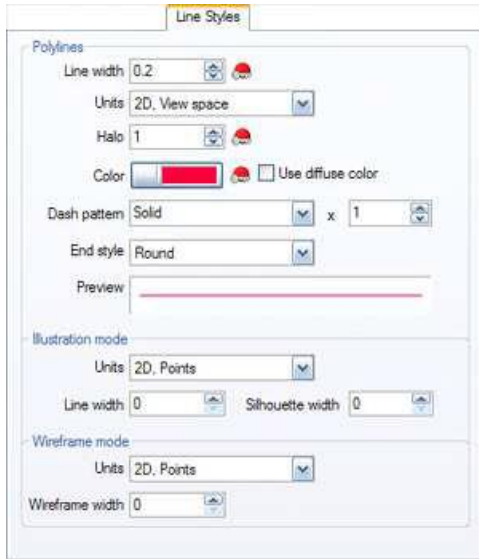 Line Styles
Polylines
Line width 0.2
Units 2D, View space
Halo 1
Color Use diffuse color
Dash pattern Solid x 1
End style Round
Preview
Illustration mode
Units 2D, Points
Line width 0 Silhouette width 0
Wireframe mode
Units 2D, Points
Wireframe width 0